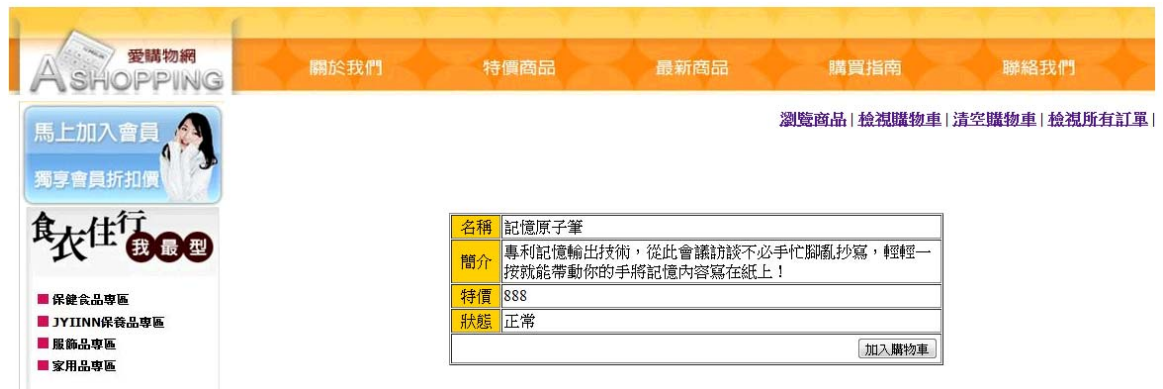 愛購物網
ASHOPPING
關於我們 特價商品 最新商品 購買指南 聯絡我們
瀏覽商品 | 檢視購物車 | 清空購物車 | 檢視所有訂單 |
馬上加入會員
獨享會員折扣價
食衣住行
我最型
保健食品專區
JYIINN保養品專區
服飾品專區
家用品專區
名稱 記憶原子筆
簡介 專利記憶輸出技術，從此會議訪談不必手忙腳亂抄寫，輕輕一
按就能帶動你的手將記憶內容寫在紙上！
特價 888
狀態 正常
加入購物車